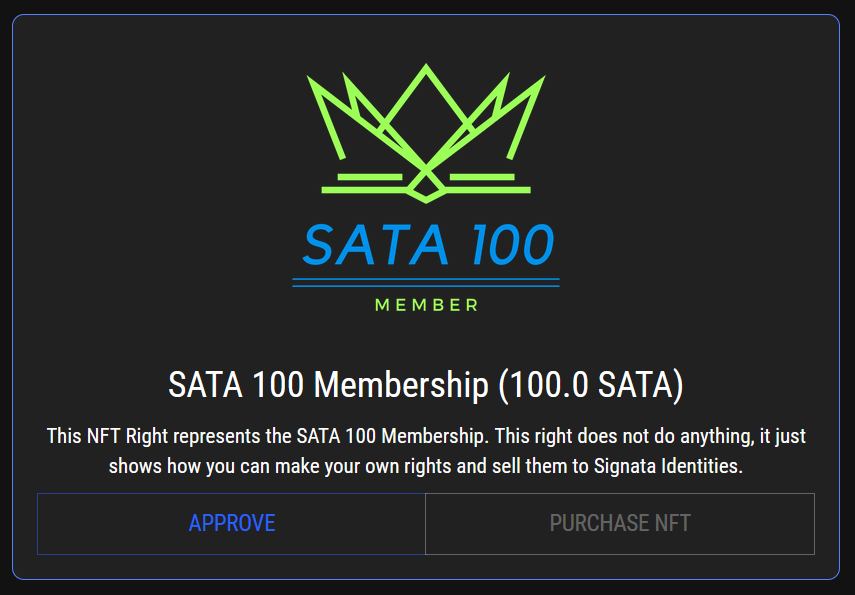 SATA 100
MEMBER
SATA 100 Membership (100.0 SATA)
This NFT Right represents the SATA 100 Membership. This right does not do anything, it just
shows how you can make your own rights and sell them to Signata Identities.
APPROVE
PURCHASE NFT